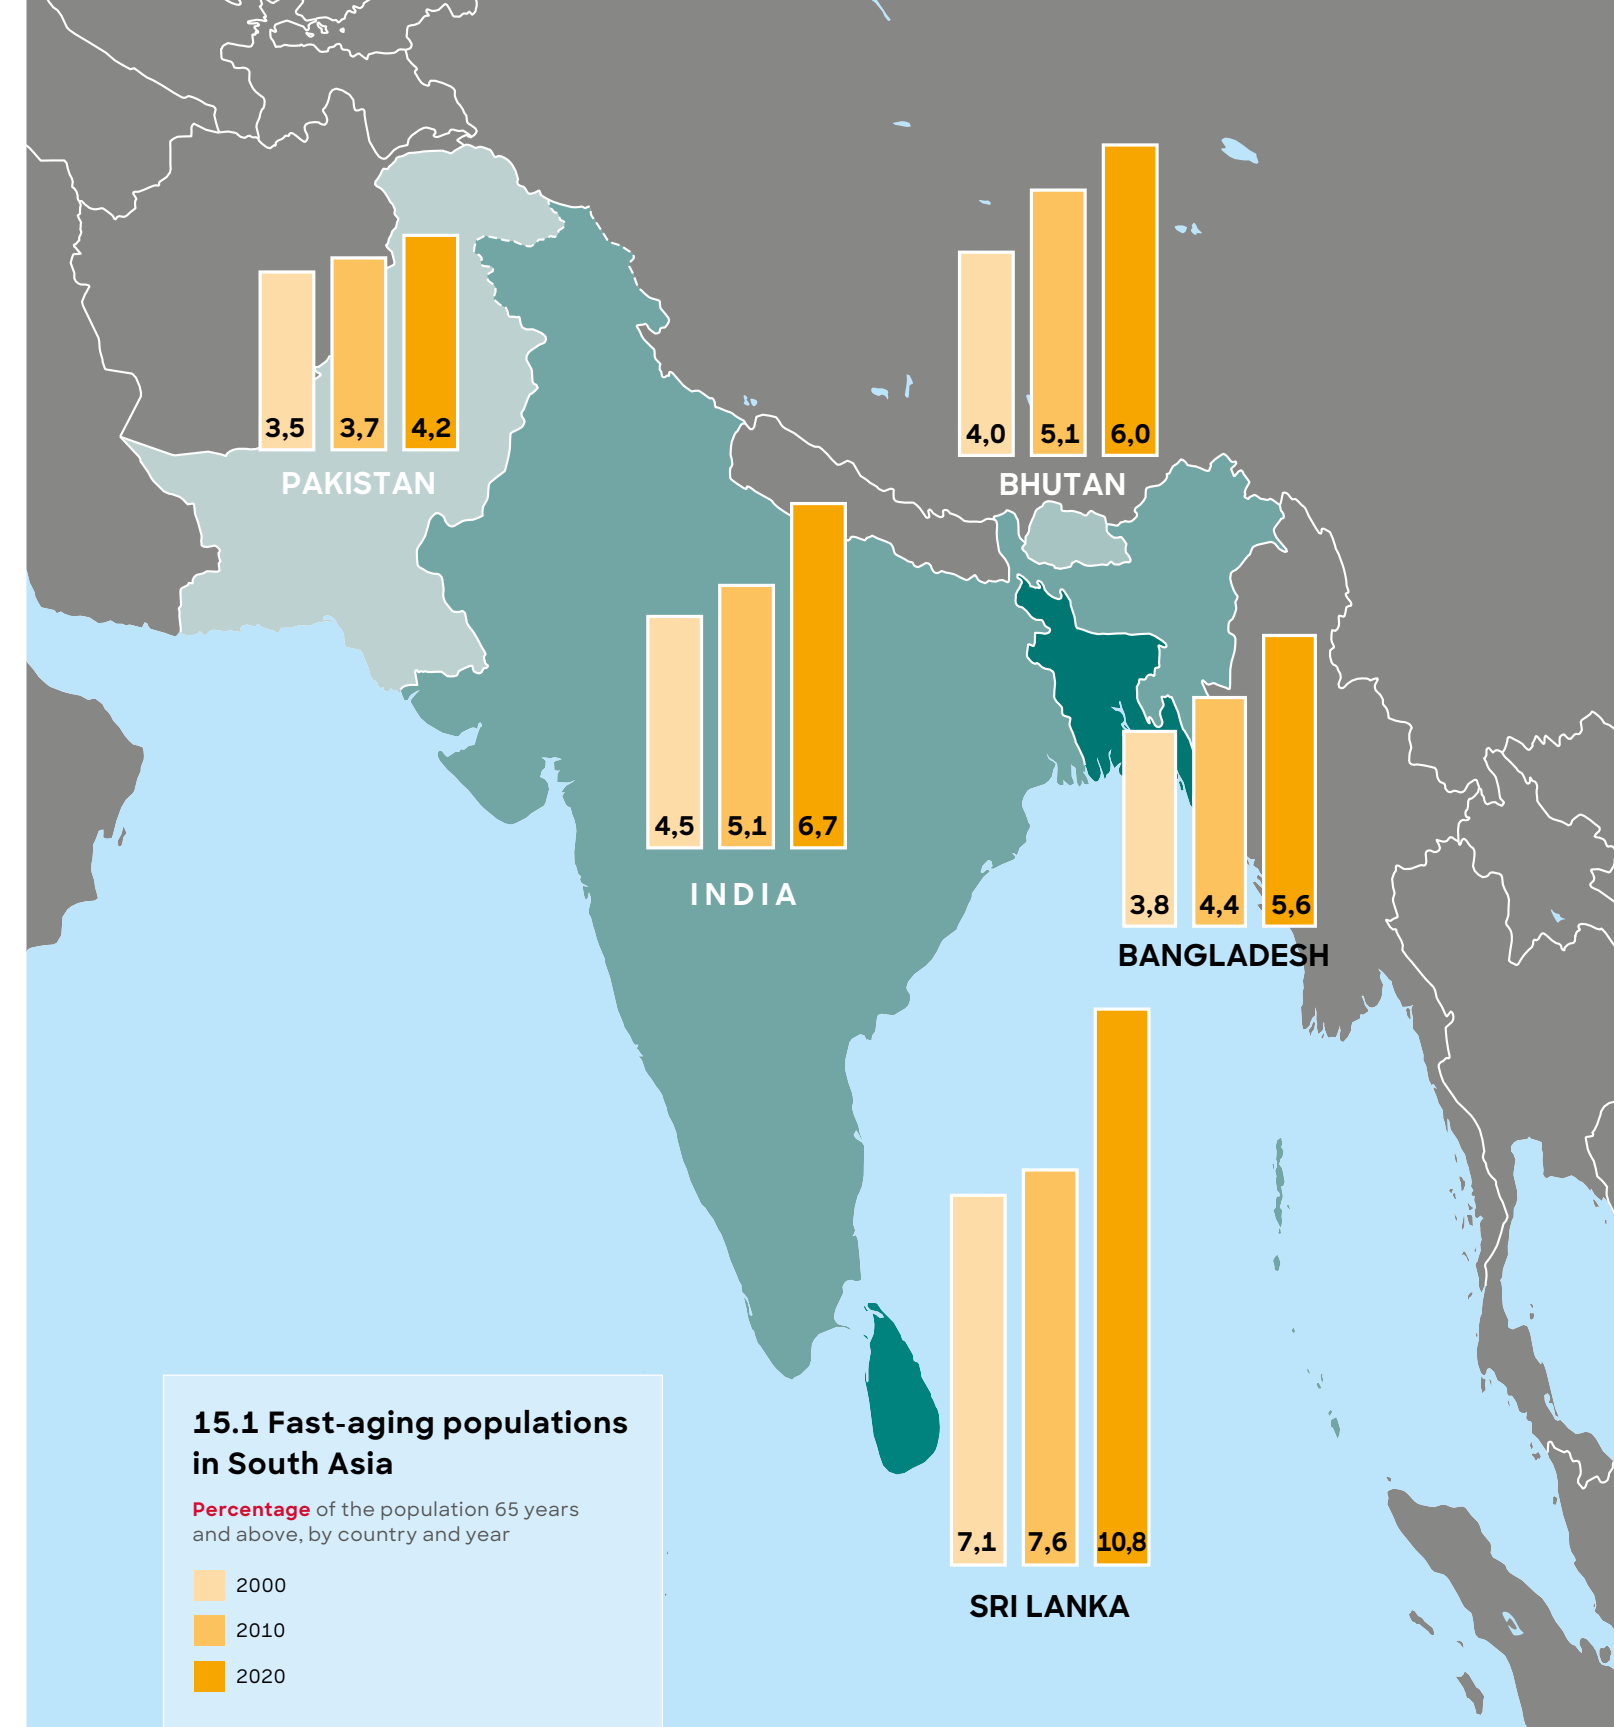 3,5 3,7 4,2
PAKISTAN
4,0 5,1 6,0
BHUTAN
4,5 5,1 6,7
INDIA
3,8 4,4 5,6
BANGLADESH
7,1 7,6 10,8
SRI LANKA
15.1 Fast-aging populations
in South Asia
Percentage of the population 65 years
and above, by country and year
2000
2010
2020